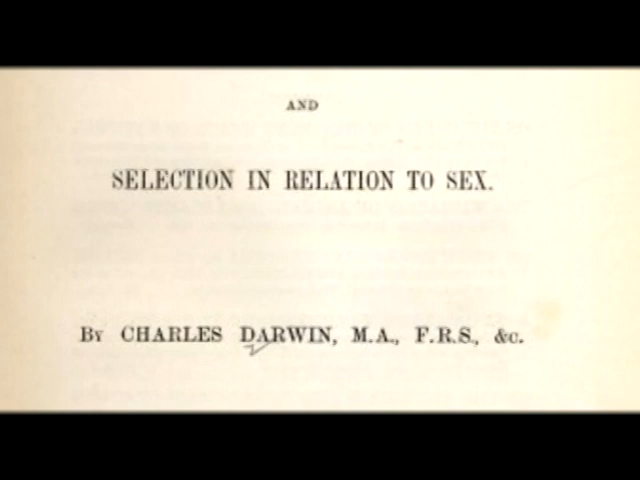 AND
SELECTION IN RELATION TO SEX.
By CHARLES DARWIN, M.A., F.R.S., &c.